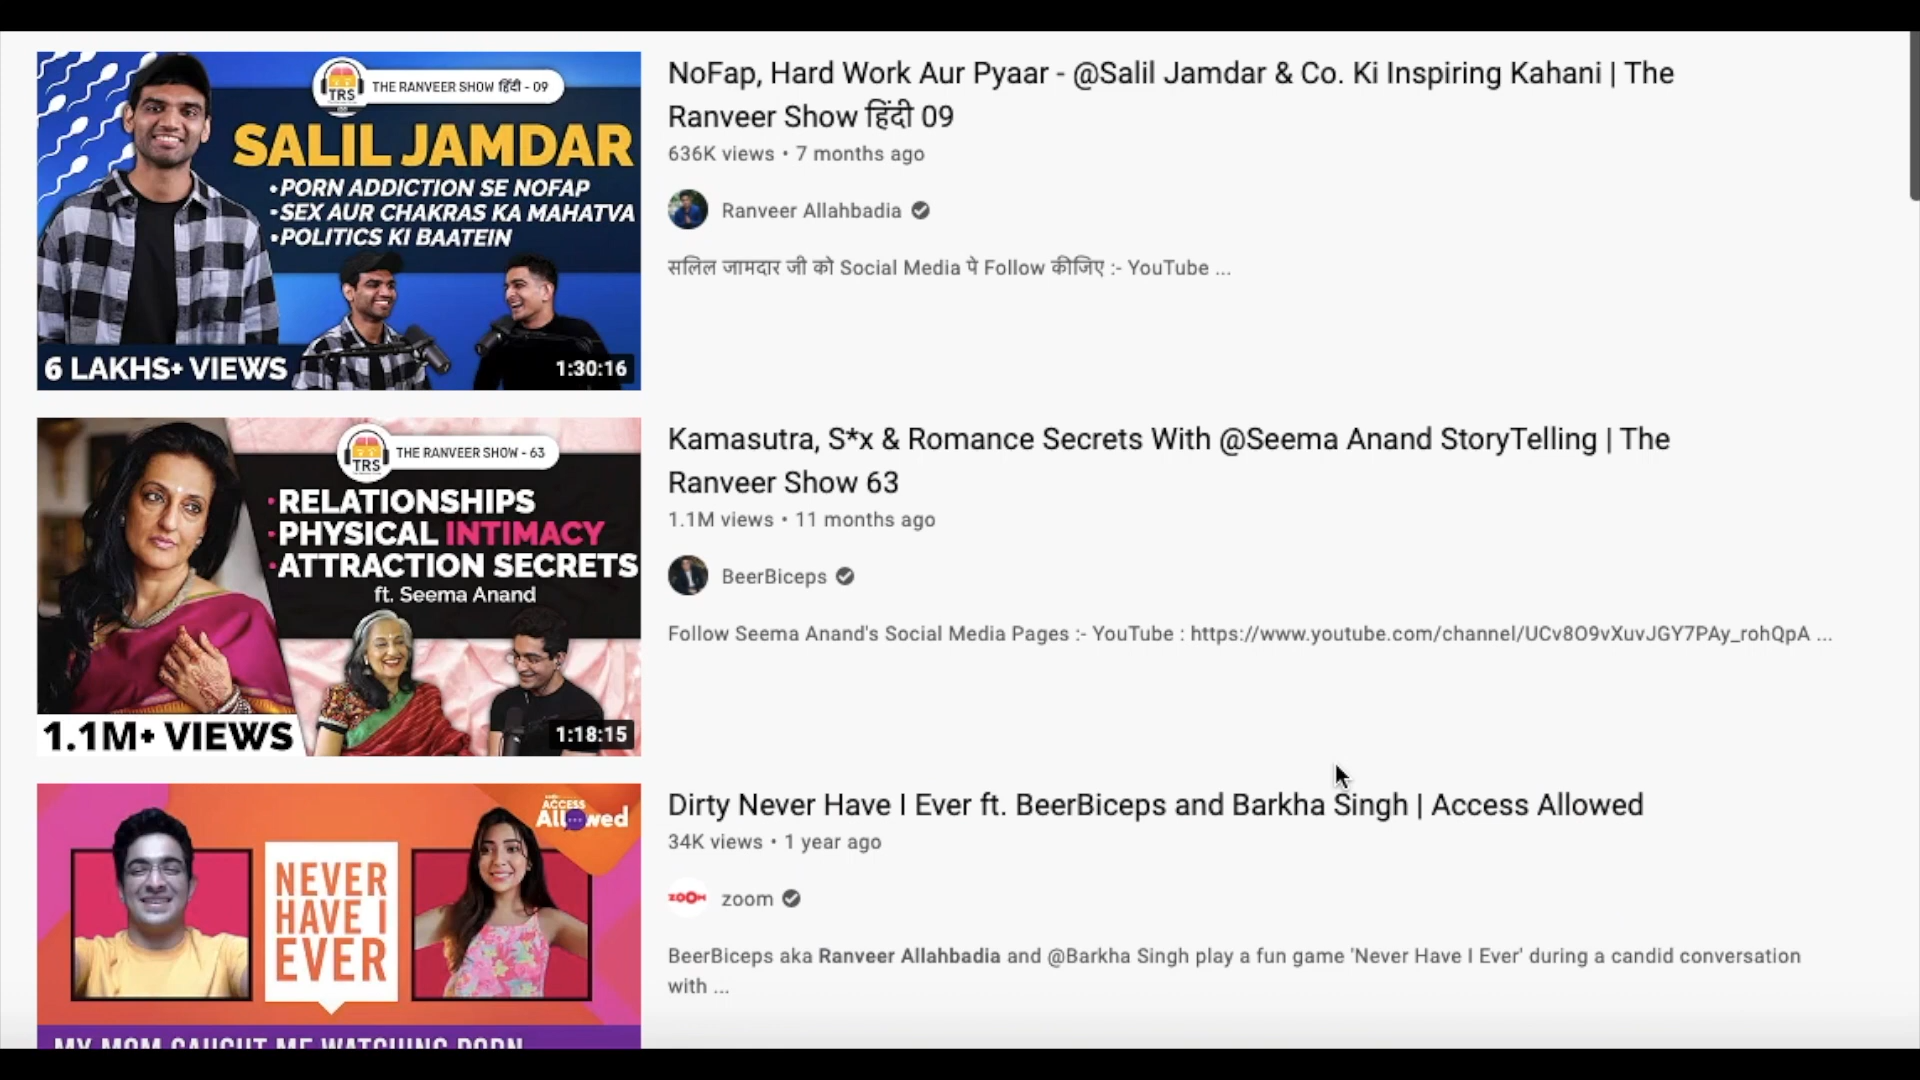 TRS
THE RANVEER SHOW हिंदी - 09
SALIL JAMDAR
•PORN ADDICTION SE NOFAP
•SEX AUR CHAKRAS KA MAHATVA
•POLITICS KI BAATEIN
6 LAKHS+ VIEWS
1:30:16
NoFap, Hard Work Aur Pyaar - @Salil Jamdar & Co. Ki Inspiring Kahani | The
Ranveer Show हिंदी 09
636K views • 7 months ago
Ranveer Allahbadia
सलिल जामदार जी को Social Media पे Follow कीजिए :- YouTube ...
TRS
THE RANVEER SHOW - 63
•RELATIONSHIPS
•PHYSICAL INTIMACY
•ATTRACTION SECRETS
ft. Seema Anand
1.1M+ VIEWS
1:18:15
Kamasutra, S*x & Romance Secrets With @Seema Anand StoryTelling | The
Ranveer Show 63
1.1M views • 11 months ago
BeerBiceps
Follow Seema Anand's Social Media Pages :- YouTube : https://www.youtube.com/channel/UCv8O9vXuvJGY7PAy_rohQpA ...
ACCESS
Allowed
NEVER
HAVE I
EVER
MY MOM CAUGHT ME WATCHING PORN
Dirty Never Have I Ever ft. BeerBiceps and Barkha Singh | Access Allowed
34K views • 1 year ago
ZOOM
zoom
BeerBiceps aka Ranveer Allahbadia and @Barkha Singh play a fun game 'Never Have I Ever' during a candid conversation
with ...